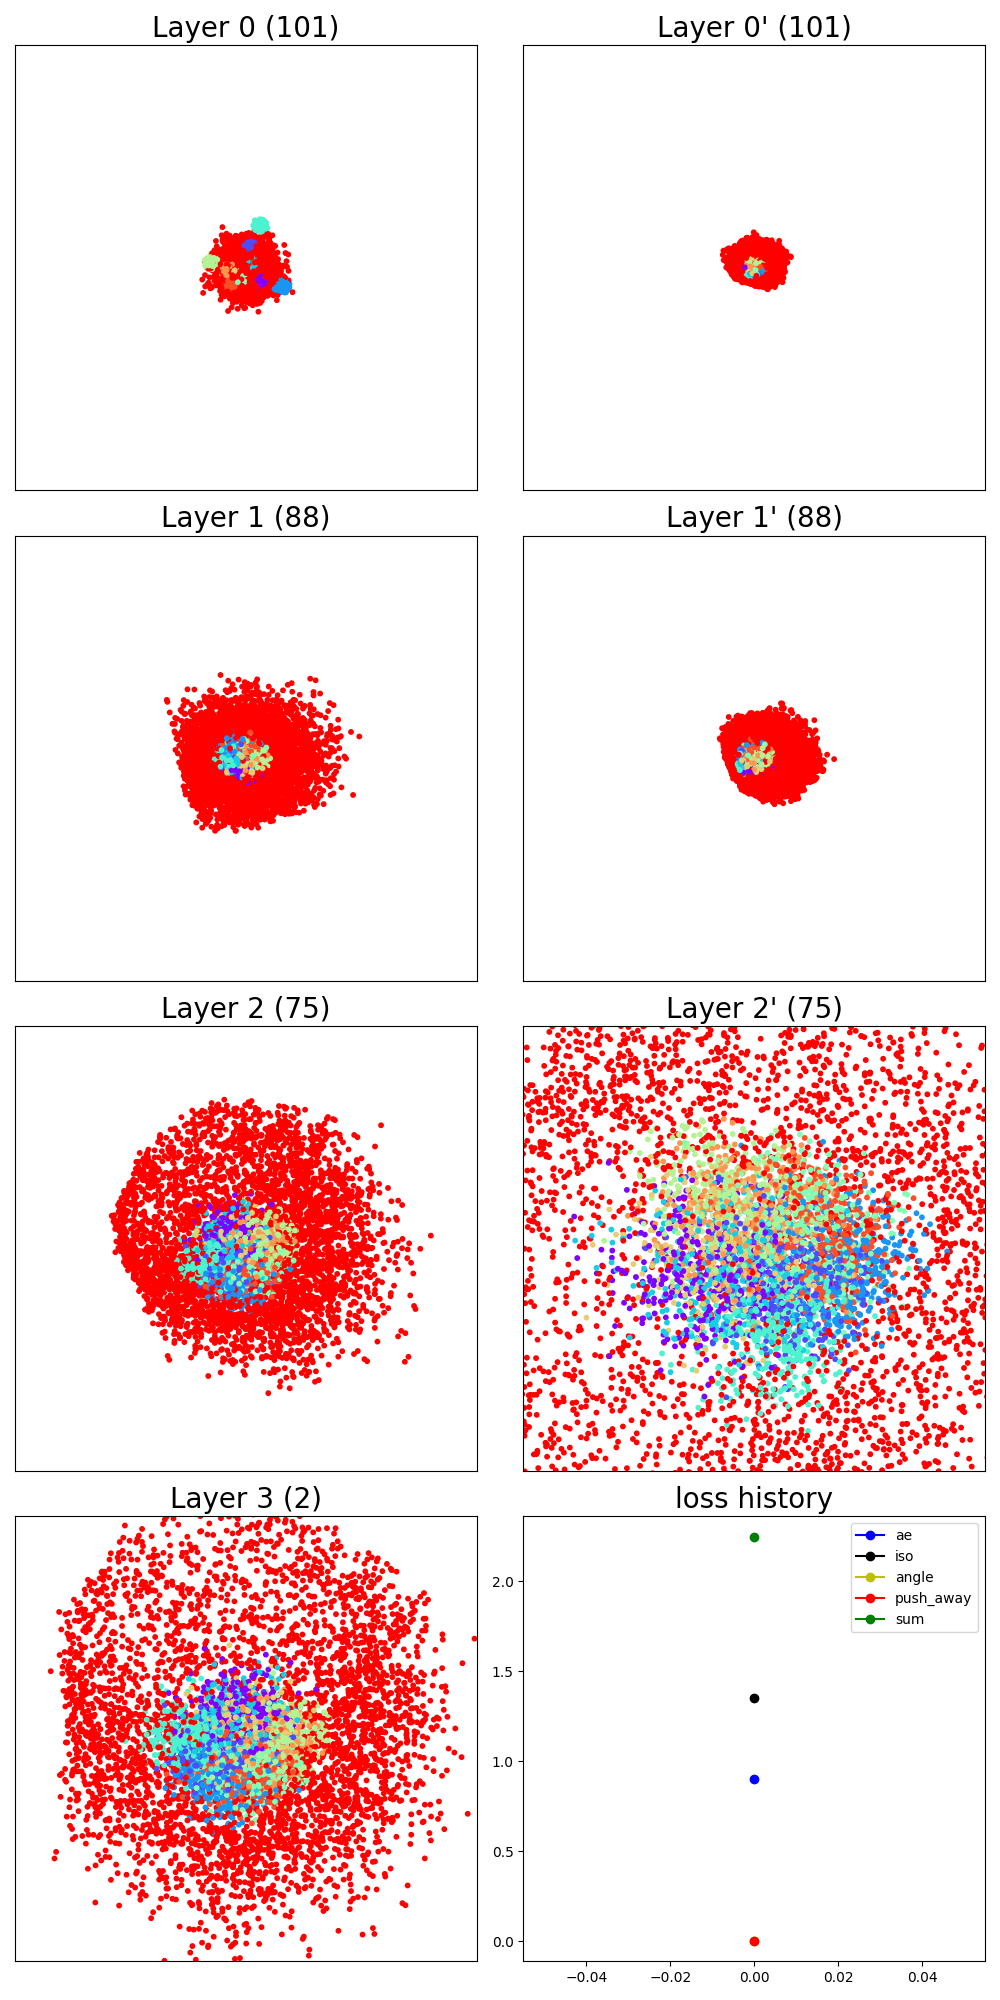 Layer 0 (101)
Layer 0' (101)
Layer 1 (88)
Layer 1' (88)
Layer 2 (75)
Layer 2' (75)
Layer 3 (2)
loss history
ae
iso
angle
push_away
sum
2.0
1.5
1.0
0.5
0.0
−0.04 −0.02 0.00 0.02 0.04